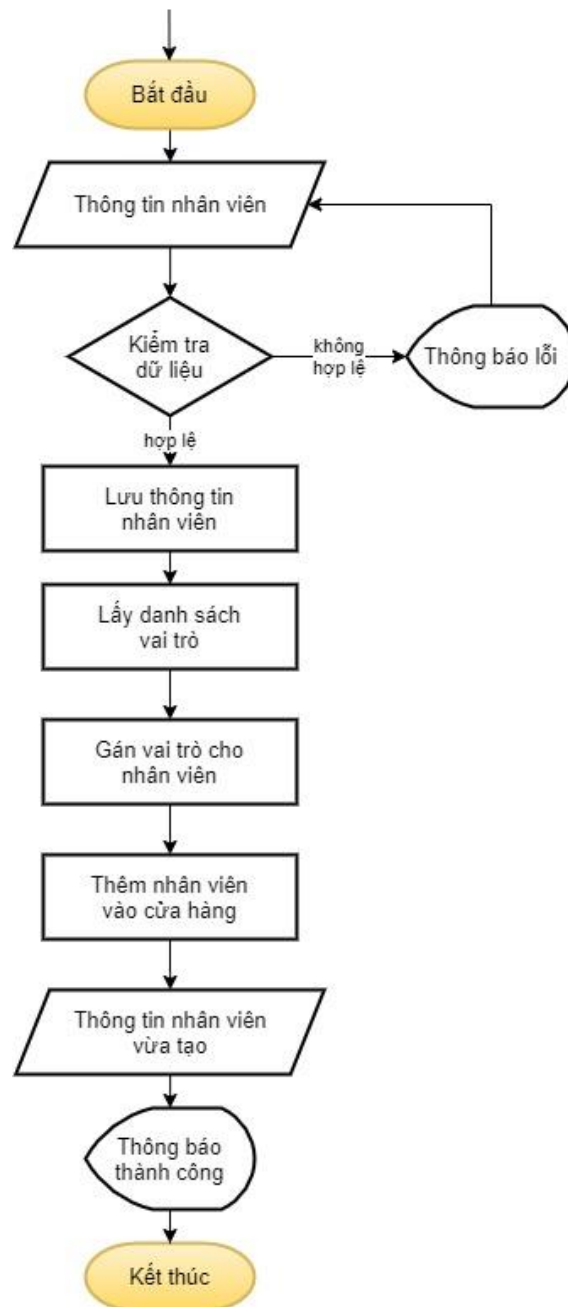 Bắt đầu
Thông tin nhân viên
Kiểm tra
dữ liệu
không
hợp lệ
Thông báo lỗi
hợp lệ
Lưu thông tin
nhân viên
Lấy danh sách
vai trò
Gán vai trò cho
nhân viên
Thêm nhân viên
vào cửa hàng
Thông tin nhân viên
vừa tạo
Thông báo
thành công
Kết thúc